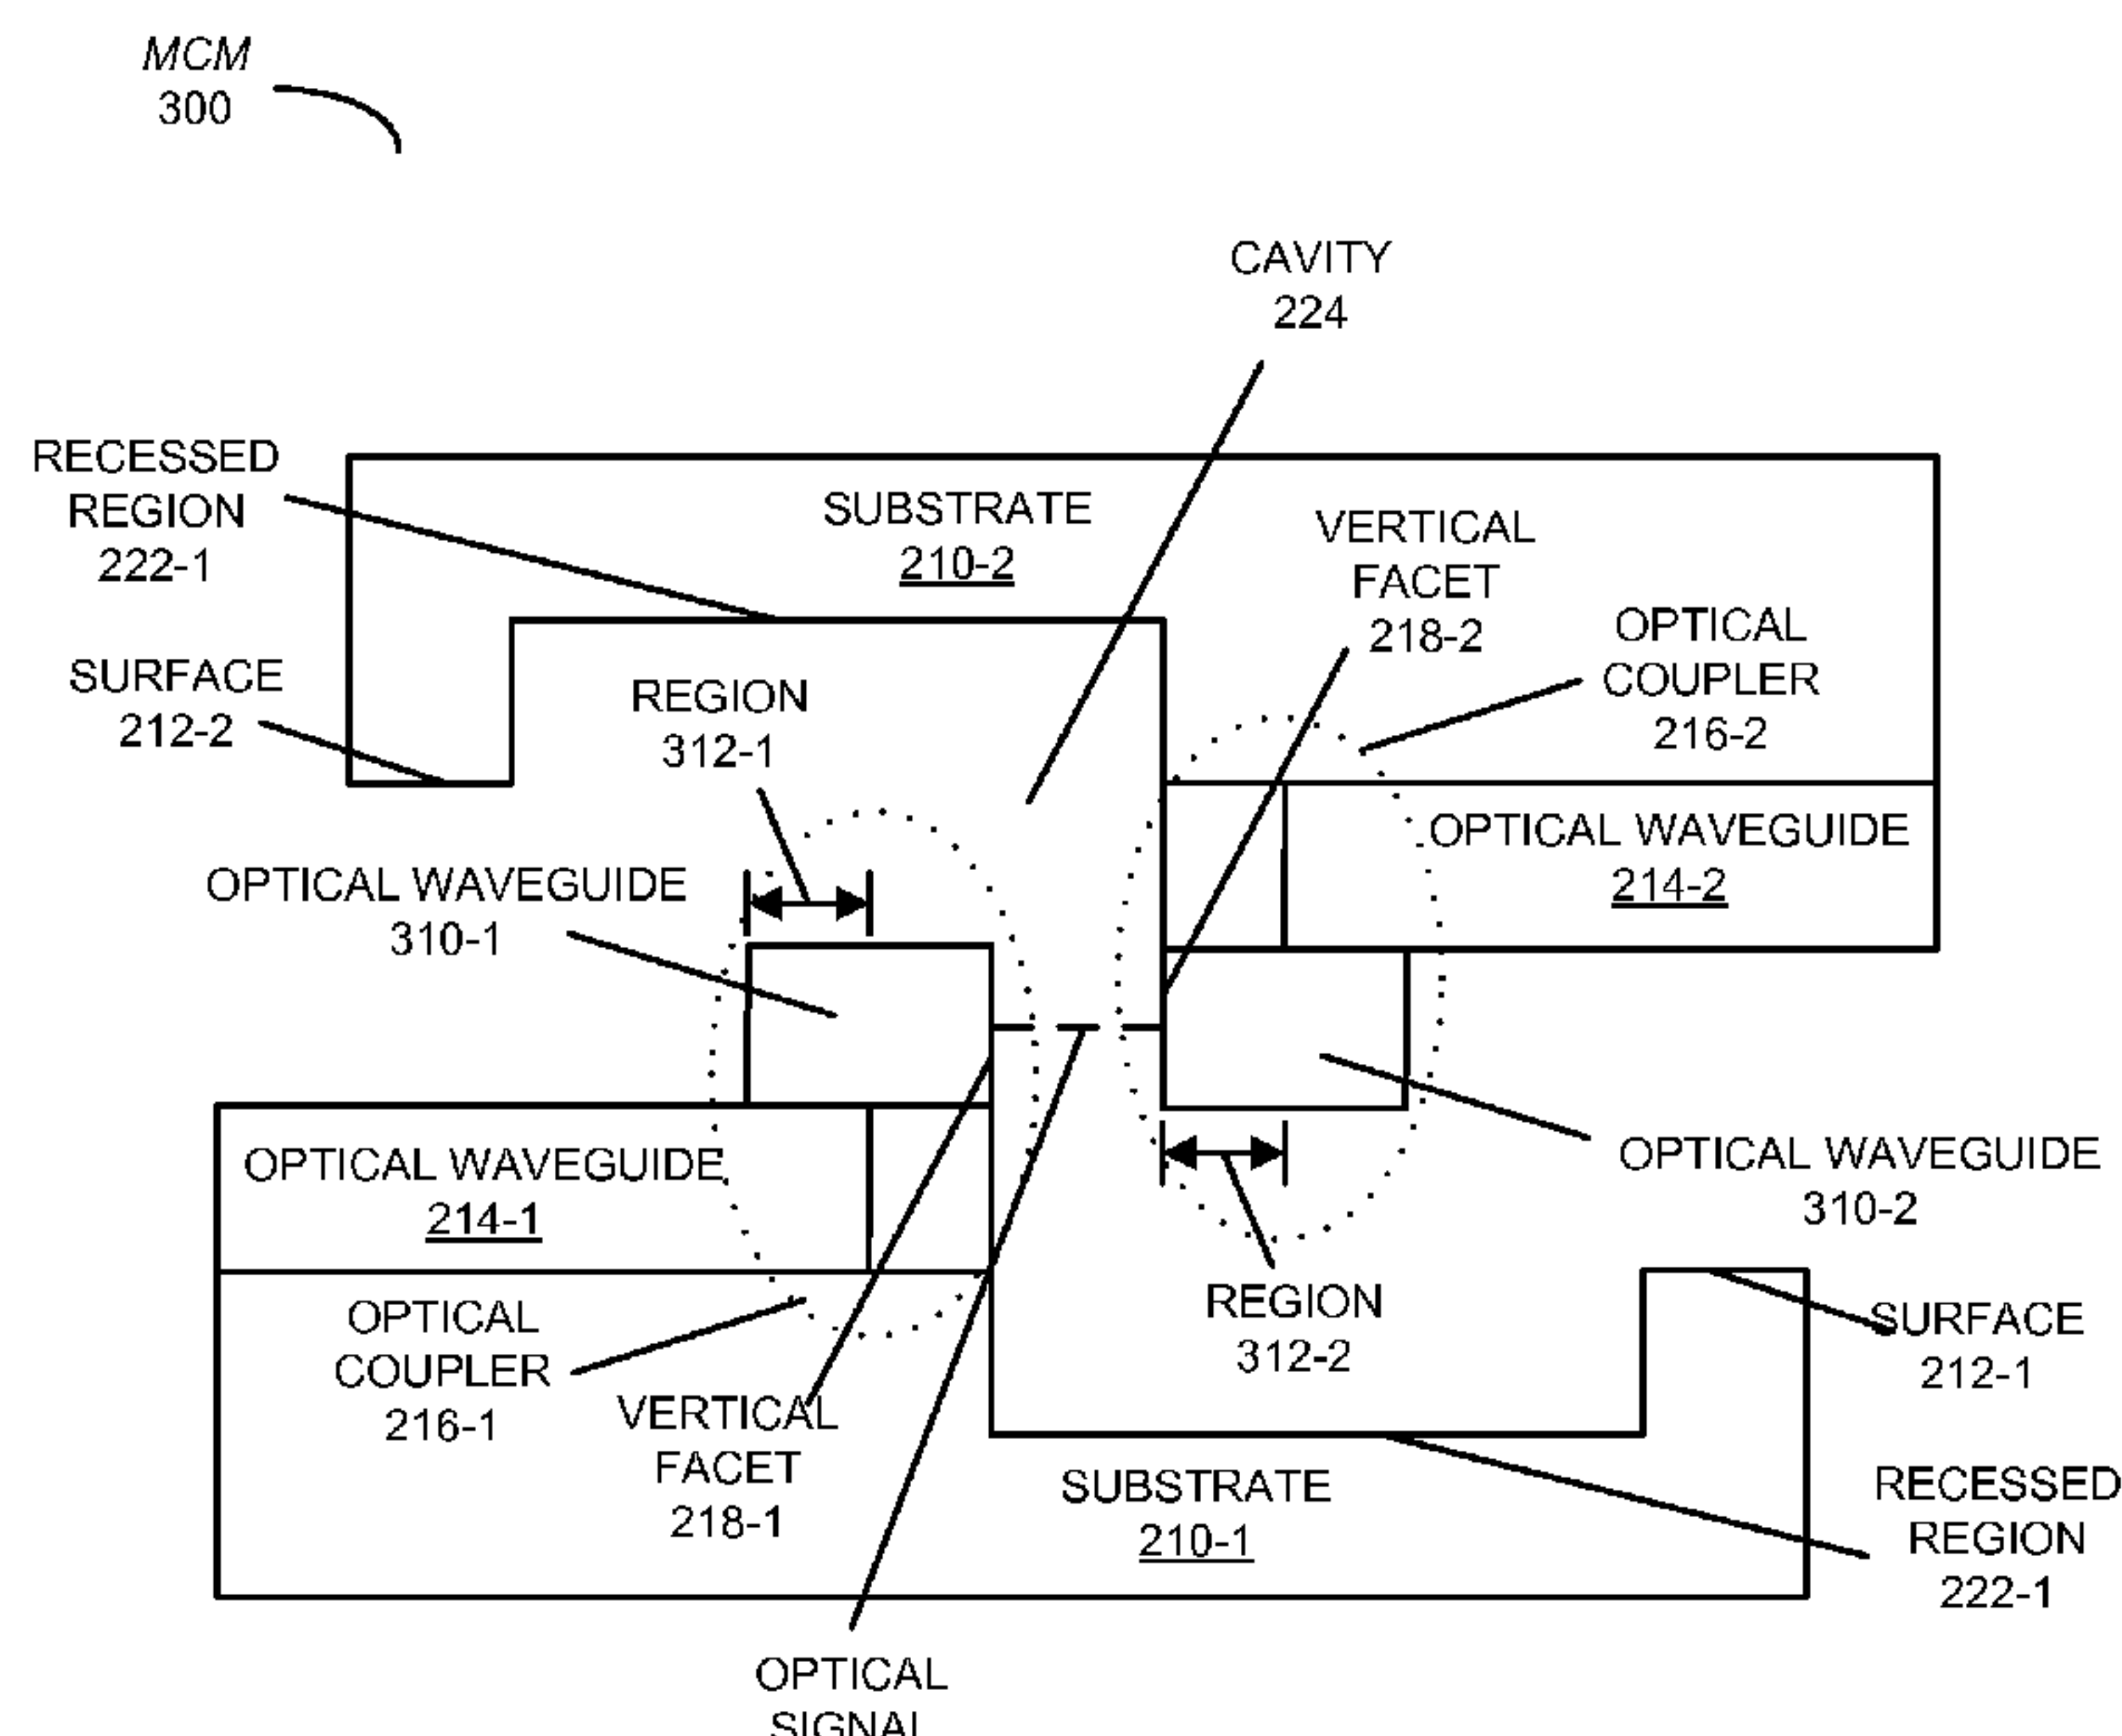 MCM
300
CAVITY
224
RECESSED
REGION
222-1
SUBSTRATE
210-2
VERTICAL
FACET
218-2
OPTICAL
COUPLER
216-2
SURFACE
212-2
REGION
312-1
OPTICAL WAVEGUIDE
214-2
OPTICAL WAVEGUIDE
310-1
OPTICAL WAVEGUIDE
214-1
OPTICAL WAVEGUIDE
310-2
REGION
312-2
OPTICAL
COUPLER
216-1
SURFACE
212-1
VERTICAL
FACET
218-1
SUBSTRATE
210-1
RECESSED
REGION
222-1
OPTICAL
SIGNAL